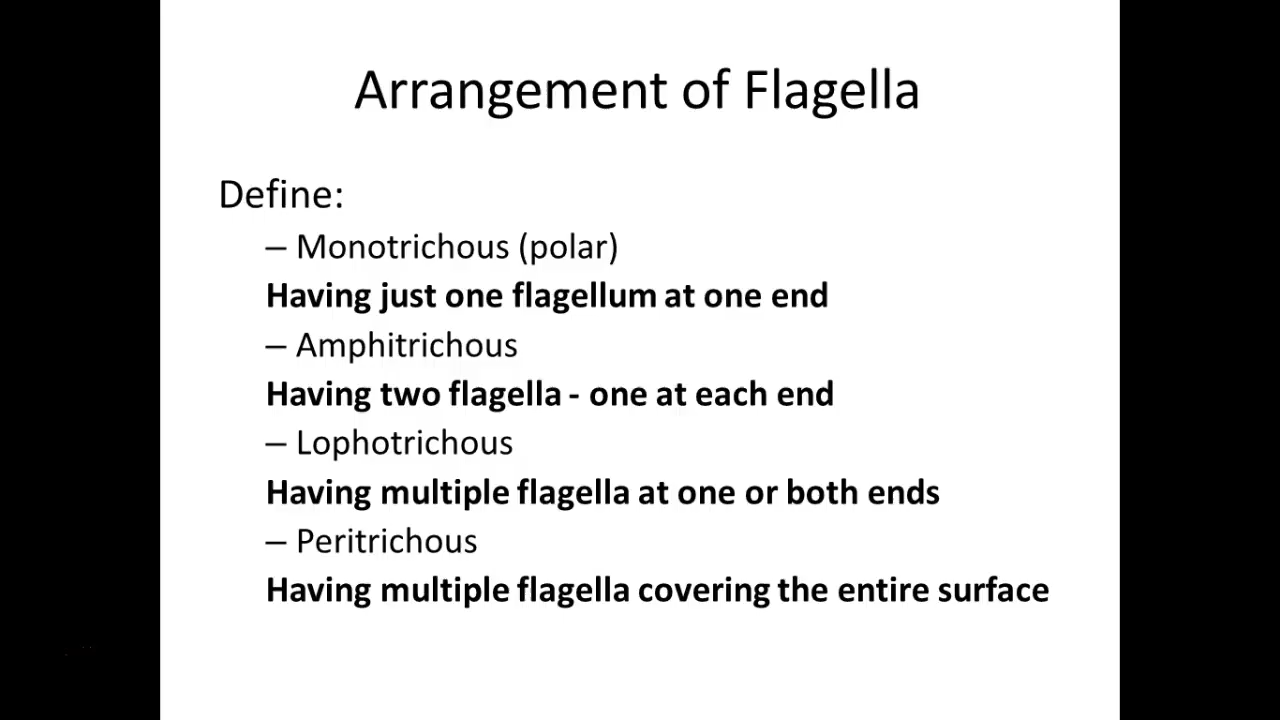 Arrangement of Flagella
Define:
– Monotrichous (polar)
Having just one flagellum at one end
– Amphitrichous
Having two flagella - one at each end
– Lophotrichous
Having multiple flagella at one or both ends
– Peritrichous
Having multiple flagella covering the entire surface